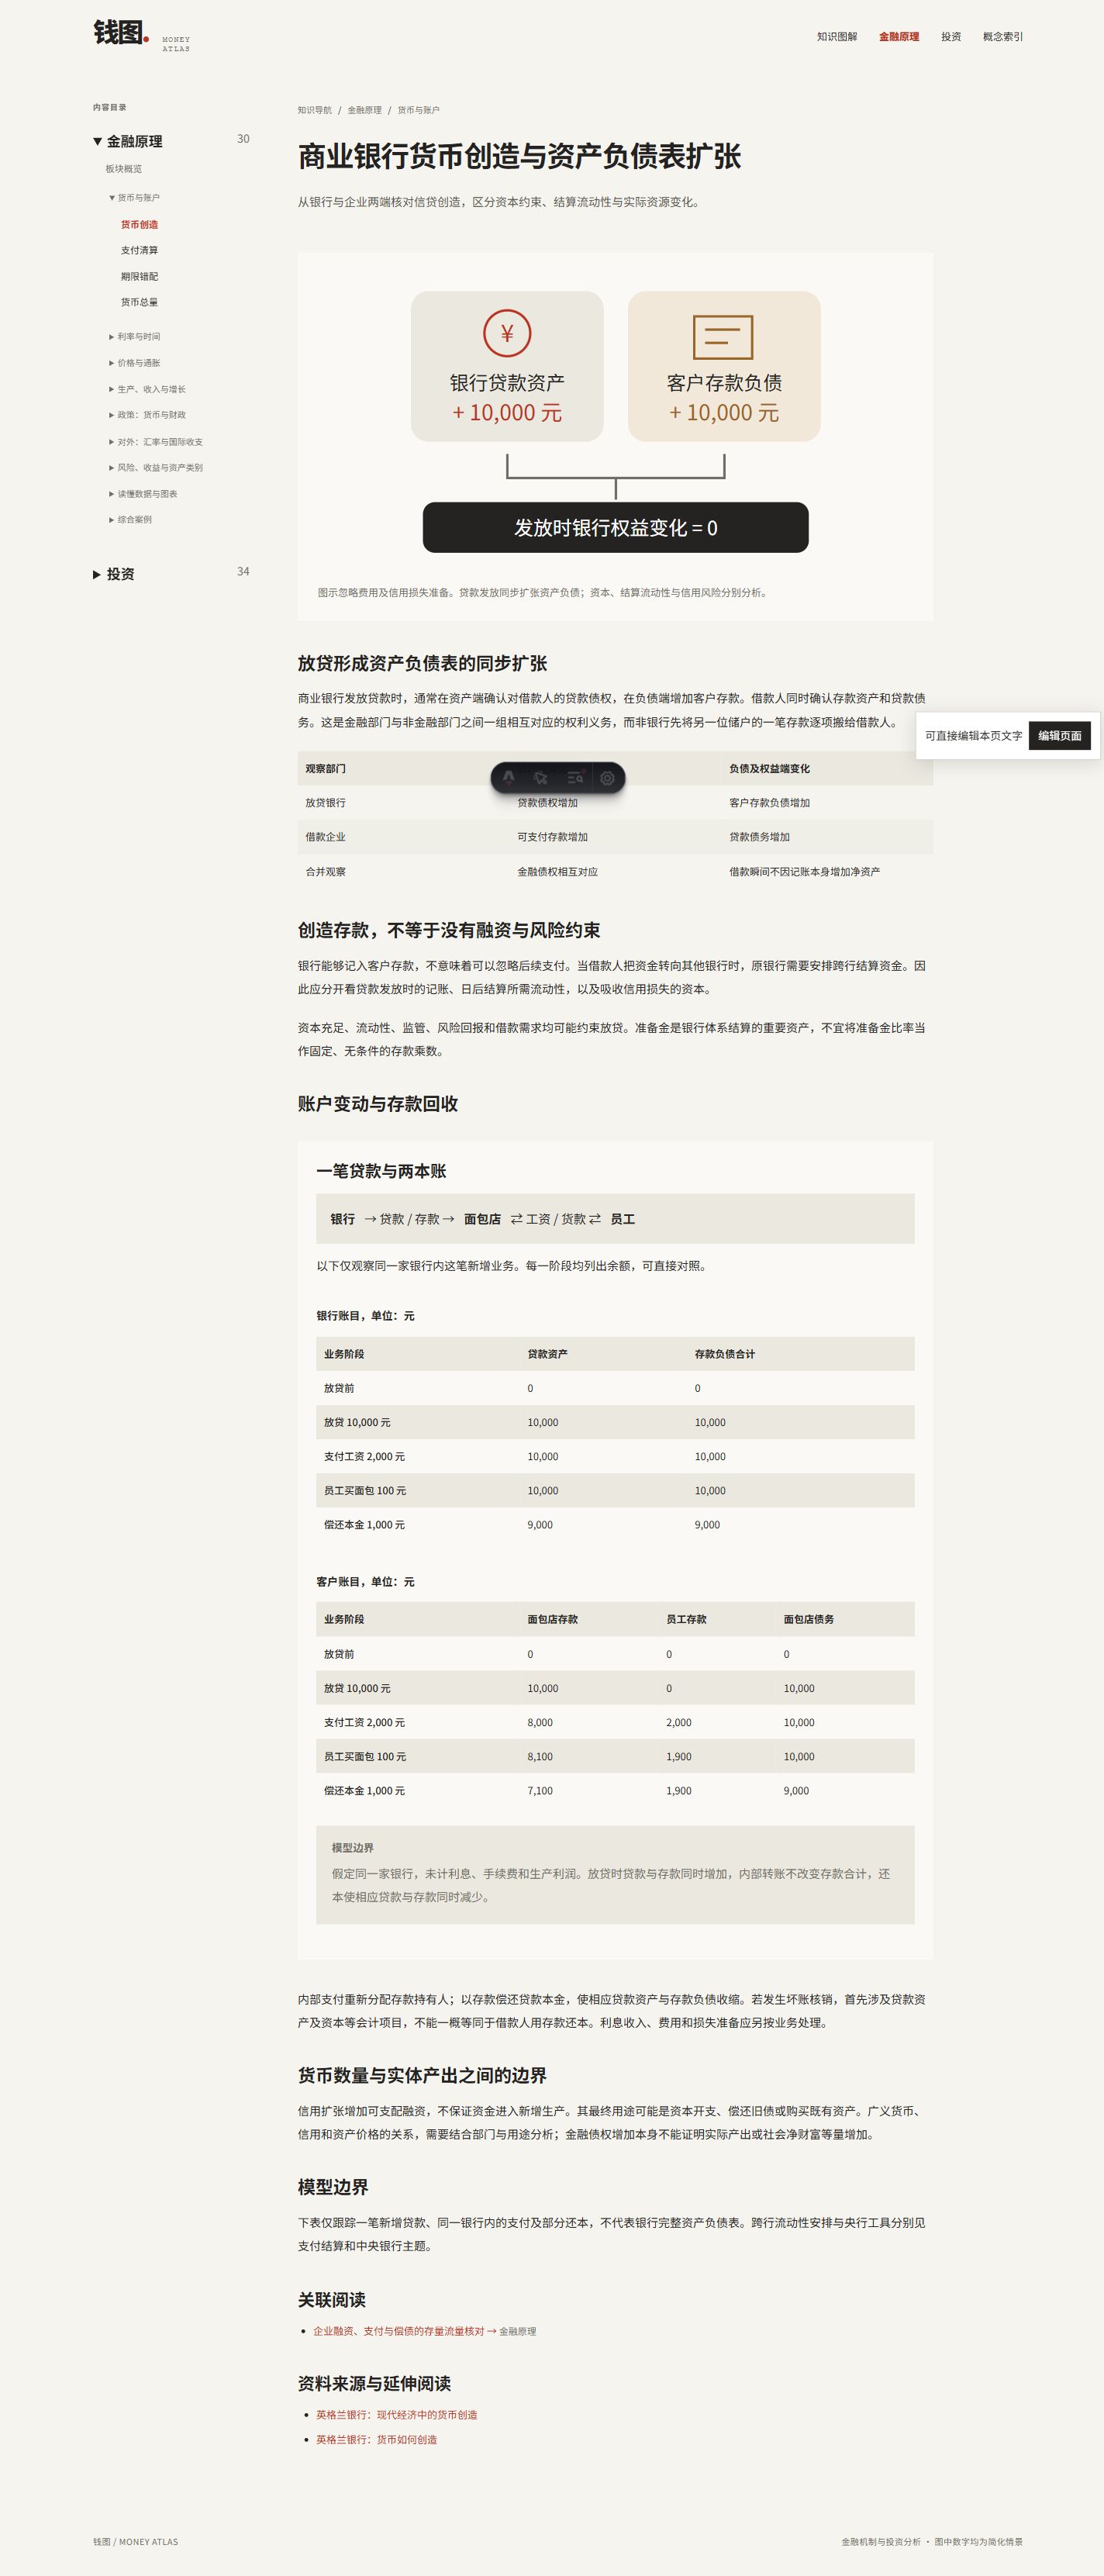 钱图.
MONEY
ATLAS
知识图解 金融原理 投资 概念索引
内容目录
▼ 金融原理 30
板块概览
▼ 货币与账户
货币创造
支付清算
期限错配
货币总量
▶ 利率与时间
▶ 价格与通胀
▶ 生产、收入与增长
▶ 政策：货币与财政
▶ 对外：汇率与国际收支
▶ 风险、收益与资产类别
▶ 读懂数据与图表
▶ 综合案例
▶ 投资 34
知识导航 / 金融原理 / 货币与账户
商业银行货币创造与资产负债表扩张
从银行与企业两端核对信贷创造，区分资本约束、结算流动性与实际资源变化。
¥
银行贷款资产
+ 10,000 元
客户存款负债
+ 10,000 元
发放时银行权益变化 = 0
图示忽略费用及信用损失准备。贷款发放同步扩张资产负债；资本、结算流动性与信用风险分别分析。
放贷形成资产负债表的同步扩张
商业银行发放贷款时，通常在资产端确认对借款人的贷款债权，在负债端增加客户存款。借款人同时确认存款资产和贷款债
务。这是金融部门与非金融部门之间一组相互对应的权利义务，而非银行先将另一位储户的一笔存款逐项搬给借款人。
可直接编辑本页文字 编辑页面
观察部门 负债及权益端变化
放贷银行 贷款债权增加 客户存款负债增加
借款企业 可支付存款增加 贷款债务增加
合并观察 金融债权相互对应 借款瞬间不因记账本身增加净资产
创造存款，不等于没有融资与风险约束
银行能够记入客户存款，不意味着可以忽略后续支付。当借款人把资金转向其他银行时，原银行需要安排跨行结算资金。因
此应分开看贷款发放时的记账、日后结算所需流动性，以及吸收信用损失的资本。
资本充足、流动性、监管、风险回报和借款需求均可能约束放贷。准备金是银行体系结算的重要资产，不宜将准备金比率当
作固定、无条件的存款乘数。
账户变动与存款回收
一笔贷款与两本账
银行 → 贷款 / 存款 → 面包店 ⇄ 工资 / 货款 ⇄ 员工
以下仅观察同一家银行内这笔新增业务。每一阶段均列出余额，可直接对照。
银行账目，单位：元
业务阶段 贷款资产 存款负债合计
放贷前 0 0
放贷 10,000 元 10,000 10,000
支付工资 2,000 元 10,000 10,000
员工买面包 100 元 10,000 10,000
偿还本金 1,000 元 9,000 9,000
客户账目，单位：元
业务阶段 面包店存款 员工存款 面包店债务
放贷前 0 0 0
放贷 10,000 元 10,000 0 10,000
支付工资 2,000 元 8,000 2,000 10,000
员工买面包 100 元 8,100 1,900 10,000
偿还本金 1,000 元 7,100 1,900 9,000
模型边界
假定同一家银行，未计利息、手续费和生产利润。放贷时贷款与存款同时增加，内部转账不改变存款合计，还
本使相应贷款与存款同时减少。
内部支付重新分配存款持有人；以存款偿还贷款本金，使相应贷款资产与存款负债收缩。若发生坏账核销，首先涉及贷款资
产及资本等会计项目，不能一概等同于借款人用存款还本。利息收入、费用和损失准备应另按业务处理。
货币数量与实体产出之间的边界
信用扩张增加可支配融资，不保证资金进入新增生产。其最终用途可能是资本开支、偿还旧债或购买既有资产。广义货币、
信用和资产价格的关系，需要结合部门与用途分析；金融债权增加本身不能证明实际产出或社会净财富等量增加。
模型边界
下表仅跟踪一笔新增贷款、同一银行内的支付及部分还本，不代表银行完整资产负债表。跨行流动性安排与央行工具分别见
支付结算和中央银行主题。
关联阅读
• 企业融资、支付与偿债的存量流量核对 → 金融原理
资料来源与延伸阅读
• 英格兰银行：现代经济中的货币创造
• 英格兰银行：货币如何创造
钱图 / MONEY ATLAS
金融机制与投资分析 · 图中数字均为简化情景